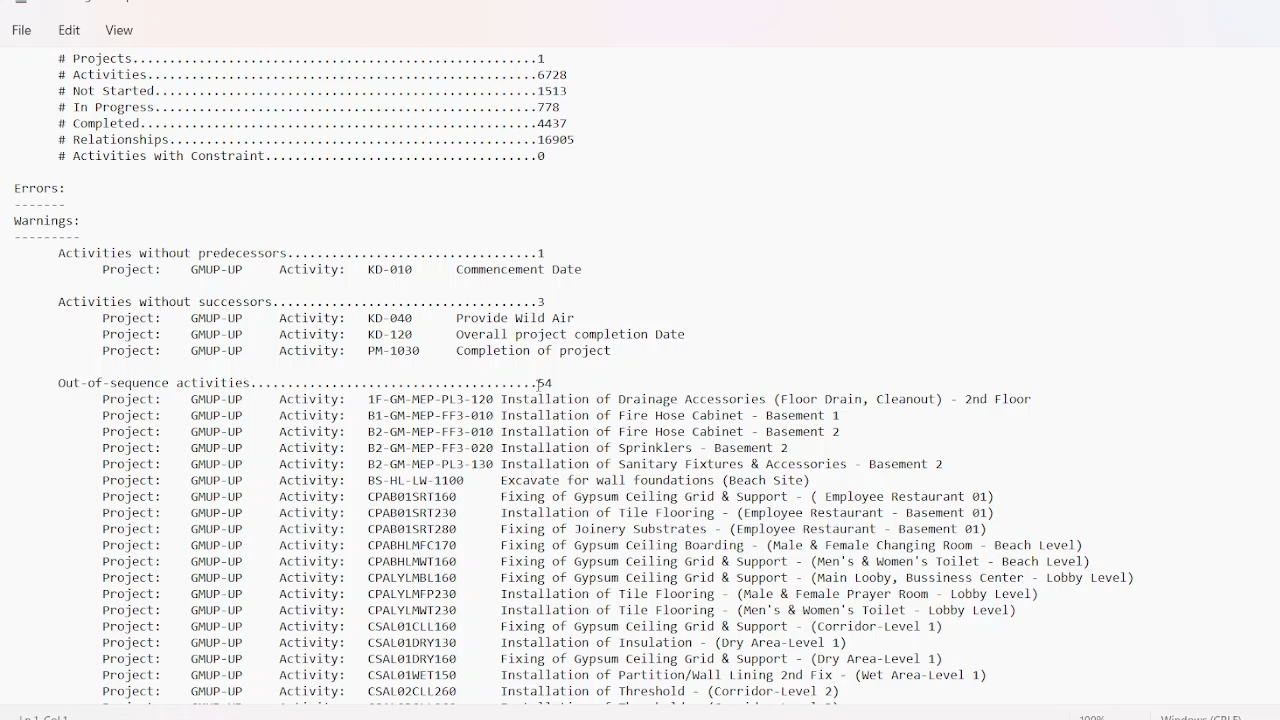 File Edit View
# Projects.......................................................1
# Activities.....................................................6728
# Not Started....................................................1513
# In Progress....................................................778
# Completed......................................................4437
# Relationships..................................................16905
# Activities with Constraint.....................................0
Errors:
-------
Warnings:
---------
Activities without predecessors..................................1
Project: GMUP-UP Activity: KD-010 Commencement Date
Activities without successors....................................3
Project: GMUP-UP Activity: KD-040 Provide Wild Air
Project: GMUP-UP Activity: KD-120 Overall project completion Date
Project: GMUP-UP Activity: PM-1030 Completion of project
Out-of-sequence activities.......................................54
Project: GMUP-UP Activity: 1F-GM-MEP-PL3-120 Installation of Drainage Accessories (Floor Drain, Cleanout) - 2nd Floor
Project: GMUP-UP Activity: B1-GM-MEP-FF3-010 Installation of Fire Hose Cabinet - Basement 1
Project: GMUP-UP Activity: B2-GM-MEP-FF3-010 Installation of Fire Hose Cabinet - Basement 2
Project: GMUP-UP Activity: B2-GM-MEP-FF3-020 Installation of Sprinklers - Basement 2
Project: GMUP-UP Activity: B2-GM-MEP-PL3-130 Installation of Sanitary Fixtures & Accessories - Basement 2
Project: GMUP-UP Activity: BS-HL-LW-1100 Excavate for wall foundations (Beach Site)
Project: GMUP-UP Activity: CPAB01SRT160 Fixing of Gypsum Ceiling Grid & Support - ( Employee Restaurant 01)
Project: GMUP-UP Activity: CPAB01SRT230 Installation of Tile Flooring - (Employee Restaurant - Basement 01)
Project: GMUP-UP Activity: CPAB01SRT280 Fixing of Joinery Substrates - (Employee Restaurant - Basement 01)
Project: GMUP-UP Activity: CPABHLMFC170 Fixing of Gypsum Ceiling Boarding - (Male & Female Changing Room - Beach Level)
Project: GMUP-UP Activity: CPABHLMWT160 Fixing of Gypsum Ceiling Grid & Support - (Men's & Women's Toilet - Beach Level)
Project: GMUP-UP Activity: CPALYLMBL160 Fixing of Gypsum Ceiling Grid & Support - (Main Looby, Bussiness Center - Lobby Level)
Project: GMUP-UP Activity: CPALYLMFP230 Installation of Tile Flooring - (Male & Female Prayer Room - Lobby Level)
Project: GMUP-UP Activity: CPALYLMWT230 Installation of Tile Flooring - (Men's & Women's Toilet - Lobby Level)
Project: GMUP-UP Activity: CSAL01CLL160 Fixing of Gypsum Ceiling Grid & Support - (Corridor-Level 1)
Project: GMUP-UP Activity: CSAL01DRY130 Installation of Insulation - (Dry Area-Level 1)
Project: GMUP-UP Activity: CSAL01DRY160 Fixing of Gypsum Ceiling Grid & Support - (Dry Area-Level 1)
Project: GMUP-UP Activity: CSAL01WET150 Installation of Partition/Wall Lining 2nd Fix - (Wet Area-Level 1)
Project: GMUP-UP Activity: CSAL02CLL260 Installation of Threshold - (Corridor-Level 2)